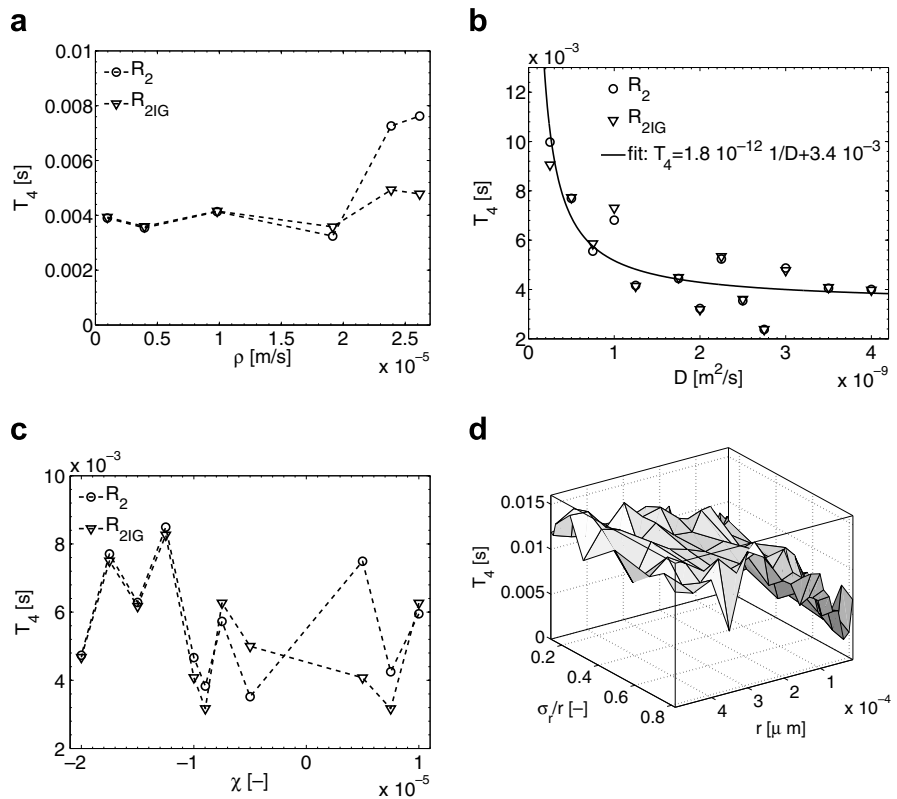 a
0.01
0.008
0.006
0.004
0.002
0
T4 [s]
R2
R2IG
0 0.5 1 1.5 2 2.5
ρ [m/s]
x 10−5
b
x 10−3
12
10
8
6
4
2
T4 [s]
R2
R2IG
fit: T4=1.8 10−12 1/D+3.4 10−3
0 1 2 3 4
D [m2/s]
x 10−9
c
x 10−3
10
8
6
4
2
T4 [s]
R2
R2IG
−2 −1 0 1
χ [−]
x 10−5
d
0.015
0.01
0.005
0
T4 [s]
0.2
0.4
0.6
0.8
σr/r [−]
4 3 2 1
x 10−4
r [μ m]